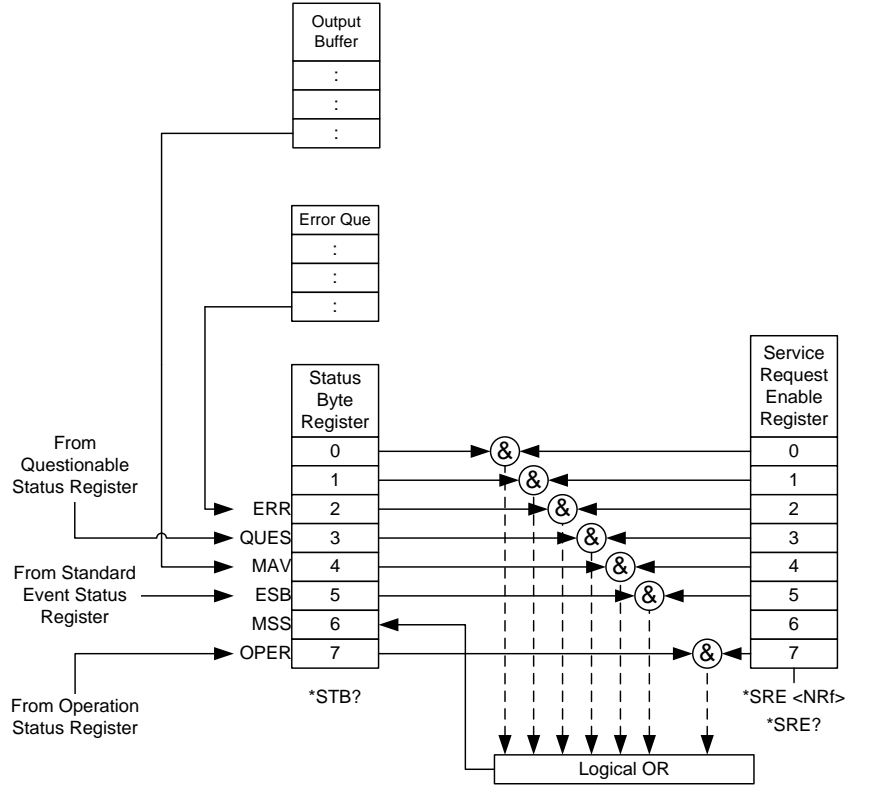 Output
Buffer
:
:
:
Error Que
:
:
:
Status
Byte
Register
0
1
2
3
4
5
6
7
ERR
QUES
MAV
ESB
MSS
OPER
*STB?
From
Questionable
Status Register
From Standard
Event Status
Register
From Operation
Status Register
&
&
&
&
&
&
&
Service
Request
Enable
Register
0
1
2
3
4
5
6
7
*SRE <NRf>
*SRE?
Logical OR